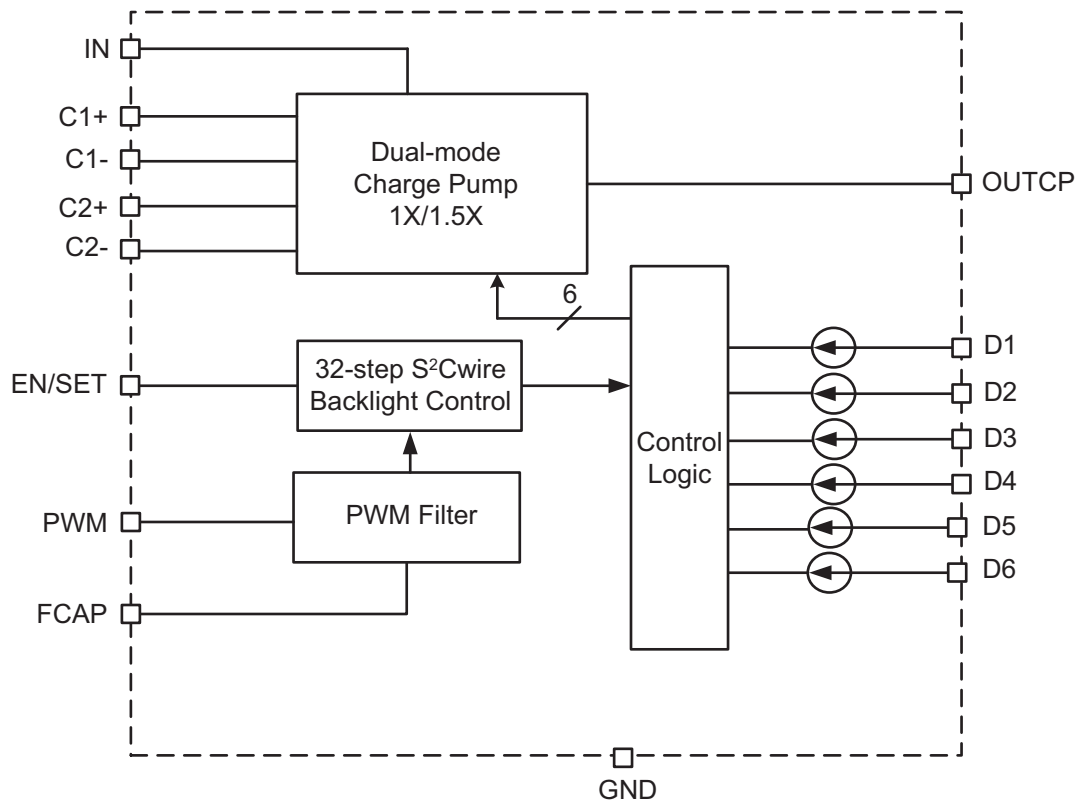 IN
C1+
C1-
C2+
C2-
Dual-mode
Charge Pump
1X/1.5X
OUTCP
6
EN/SET
32-step S²Cwire
Backlight Control
PWM
PWM Filter
FCAP
Control
Logic
D1
D2
D3
D4
D5
D6
GND